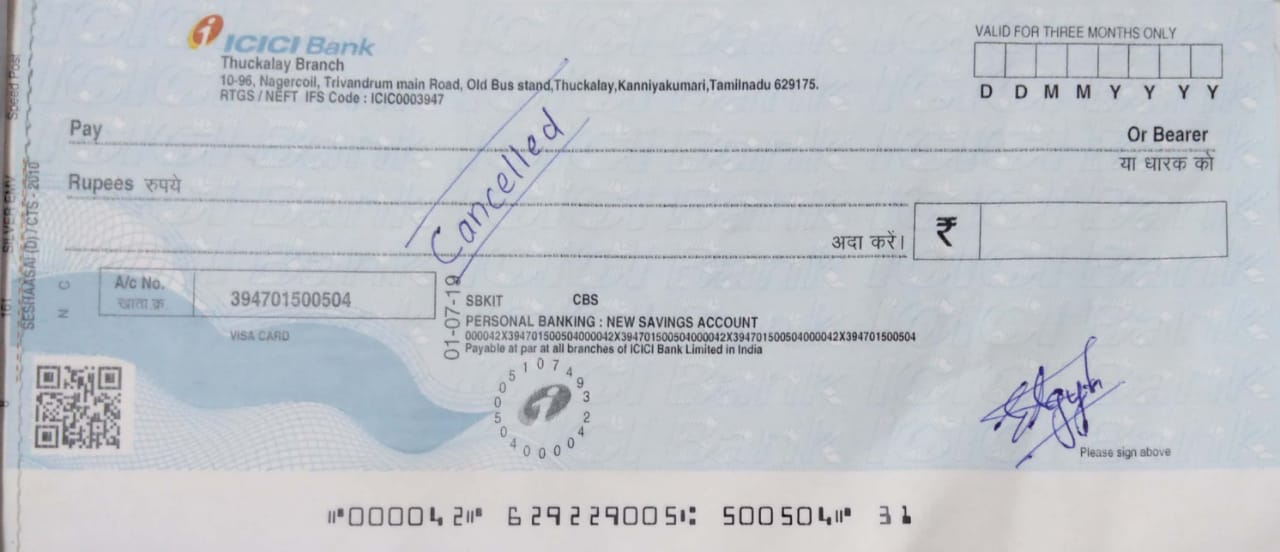 ICICI Bank
Thuckalay Branch
10-96, Nagercoil, Trivandrum main Road, Old Bus stand,Thuckalay,Kanniyakumari,Tamilnadu 629175.
RTGS / NEFT IFS Code : ICIC0003947
VALID FOR THREE MONTHS ONLY
D D M M Y Y Y Y
Pay
Or Bearer
या धारक को
Rupees रुपये
Cancelled
अदा करें।
₹
A/c No.
खाता क्र
394701500504
VISA CARD
01-07-19
SBKIT CBS
PERSONAL BANKING : NEW SAVINGS ACCOUNT
000042X394701500504000042X394701500504000042X394701500504
Payable at par at all branches of ICICI Bank Limited in India
Please sign above
SESHAASAI (D) / CTS - 2010
SILVER EMV
Speed Post
161
N C
000042 629229005 500504 31